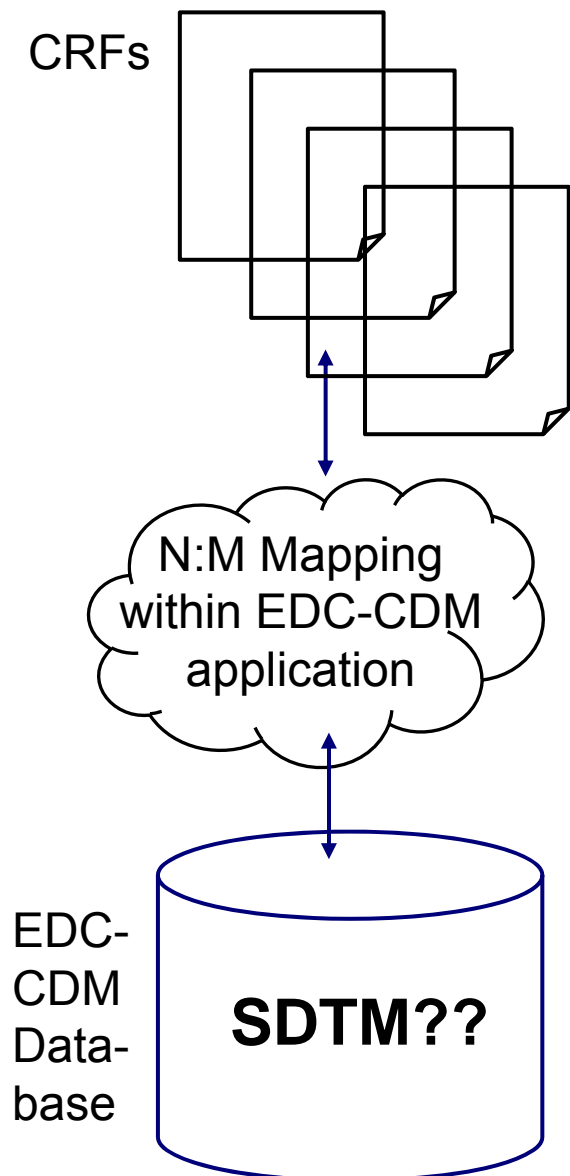 CRFs
N:M Mapping
within EDC-CDM
application
EDC-
CDM
Data-
base
SDTM??